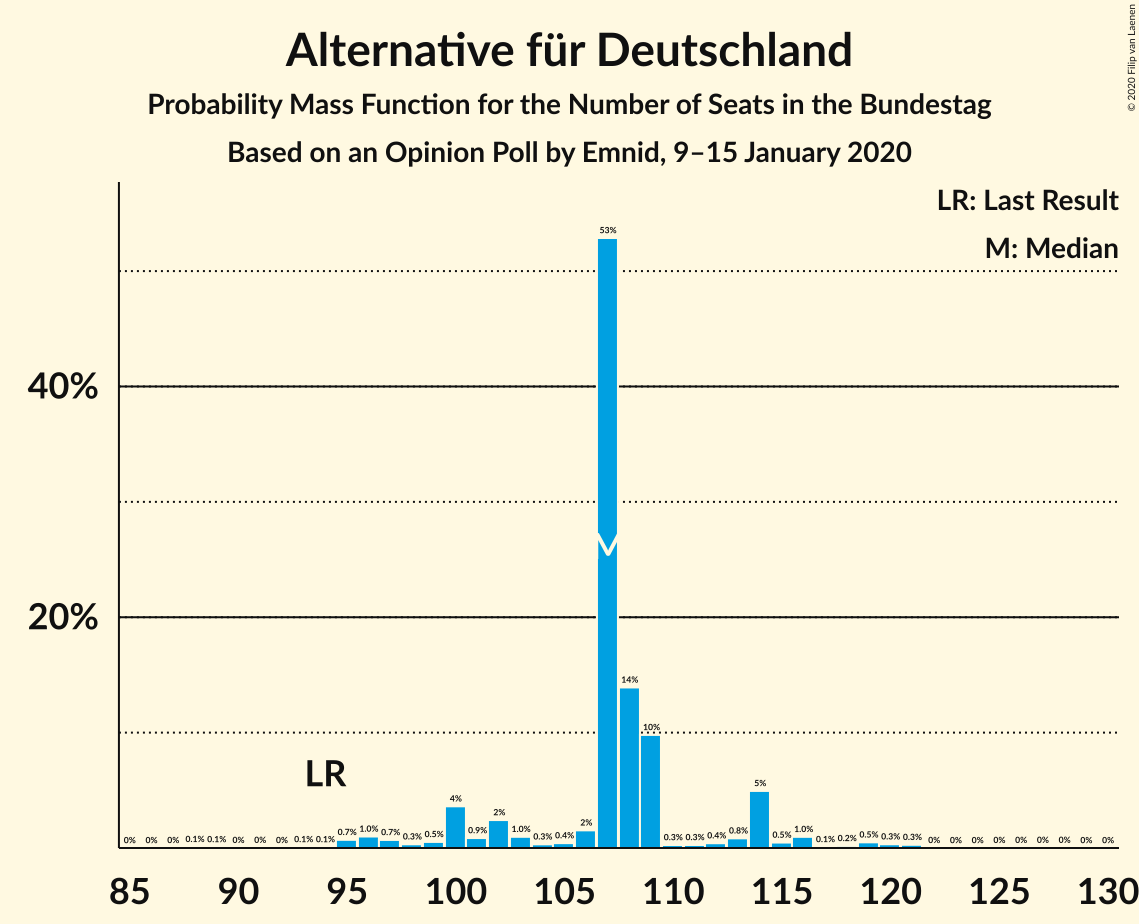 Alternative für Deutschland
Probability Mass Function for the Number of Seats in the Bundestag
Based on an Opinion Poll by Emnid, 9–15 January 2020
© 2020 Filip van Laenen
LR: Last Result
M: Median
53%
40%
M
20%
14%
10%
LR
4%
2%
2%
5%
0% 0% 0% 0.1% 0.1% 0% 0% 0% 0.1% 0.1% 0.7% 1.0% 0.7% 0.3% 0.5% 0.9% 1.0% 0.3% 0.4% 0.3% 0.3% 0.4% 0.8% 0.5% 1.0% 0.1% 0.2% 0.5% 0.3% 0.3% 0% 0% 0% 0% 0% 0% 0% 0% 0%
85 90 95 100 105 110 115 120 125 130